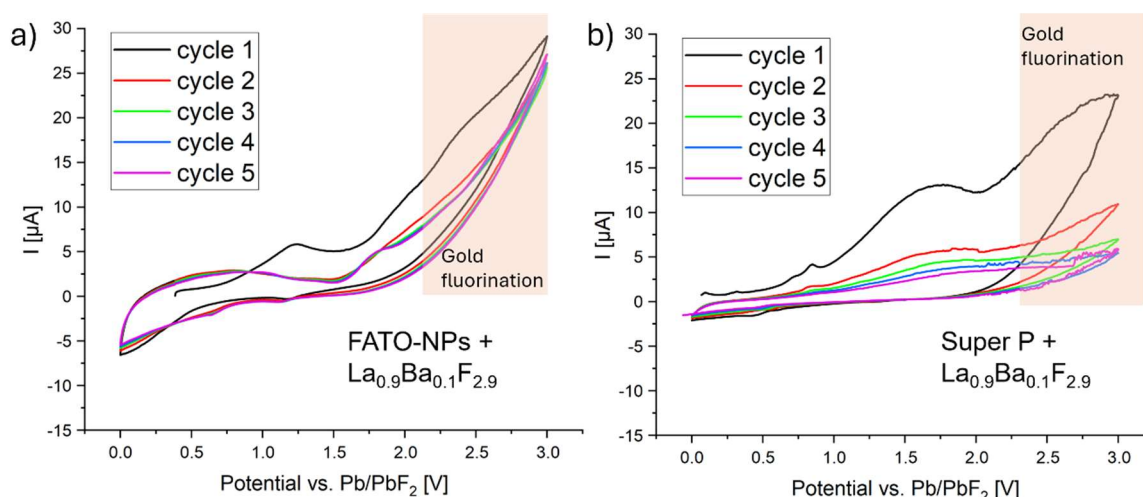 a)
I [µA]
30
25
20
15
10
5
0
-5
-10
-15
cycle 1
cycle 2
cycle 3
cycle 4
cycle 5
Gold
fluorination
FATO-NPs +
La0.9Ba0.1F2.9
0.0 0.5 1.0 1.5 2.0 2.5 3.0
Potential vs. Pb/PbF2 [V]
b)
I [µA]
30
25
20
15
10
5
0
-5
-10
-15
cycle 1
cycle 2
cycle 3
cycle 4
cycle 5
Gold
fluorination
Super P +
La0.9Ba0.1F2.9
0.0 0.5 1.0 1.5 2.0 2.5 3.0
Potential vs. Pb/PbF2 [V]